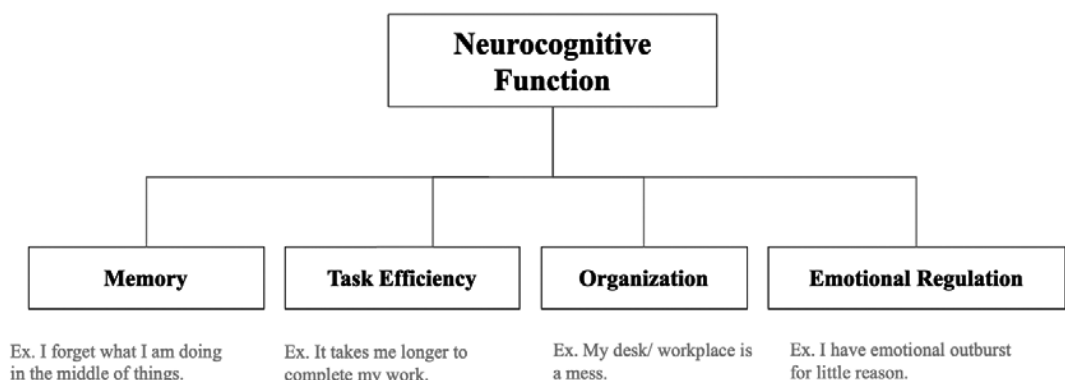 Neurocognitive
Function
Memory
Task Efficiency
Organization
Emotional Regulation
Ex. I forget what I am doing
in the middle of things.
Ex. It takes me longer to
complete my work.
Ex. My desk/ workplace is
a mess.
Ex. I have emotional outburst
for little reason.